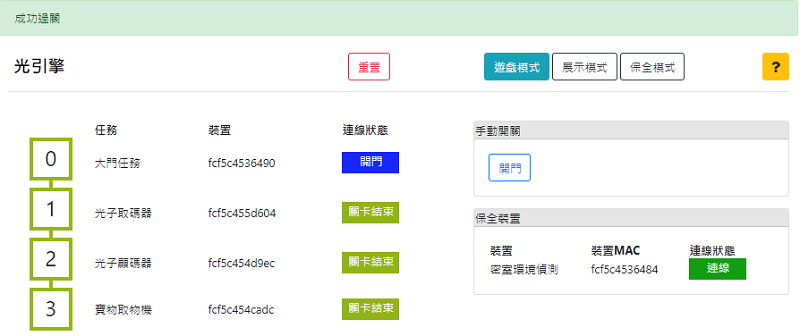 成功過關
光引擎 重置 遊戲模式 展示模式 保全模式 ?
任務 裝置 連線狀態
0 大門任務 fcf5c4536490 開門
1 光子取碼器 fcf5c455d604 關卡結束
2 光子顯碼器 fcf5c454d9ec 關卡結束
3 寶物取物機 fcf5c454cadc 關卡結束
手動開關
開門
保全裝置
裝置 裝置MAC 連線狀態
密室環境偵測 fcf5c4536484 連線